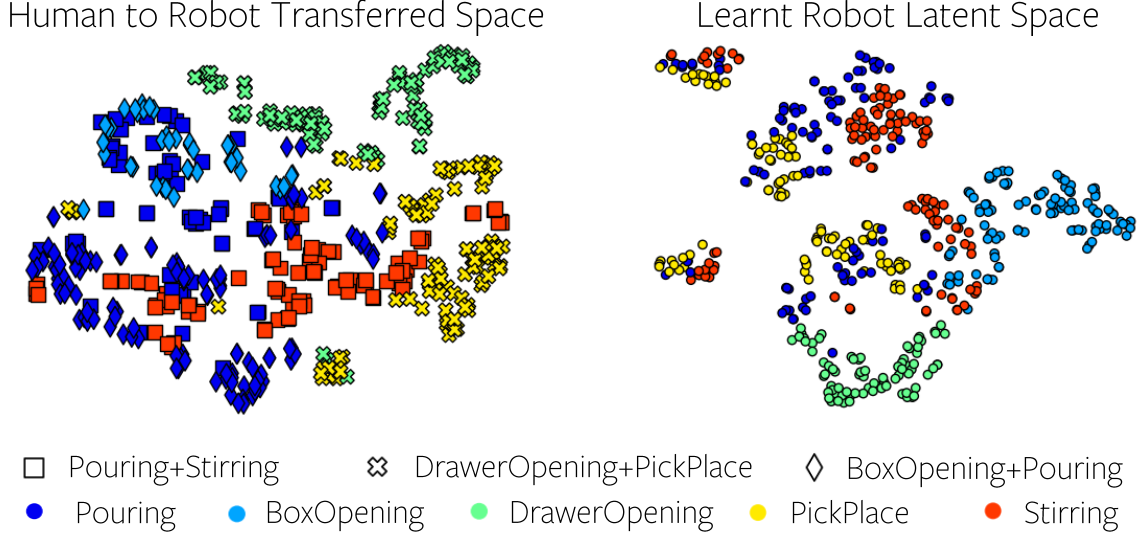 Human to Robot Transferred Space
Learnt Robot Latent Space
Pouring+Stirring
DrawerOpening+PickPlace
BoxOpening+Pouring
Pouring
BoxOpening
DrawerOpening
PickPlace
Stirring